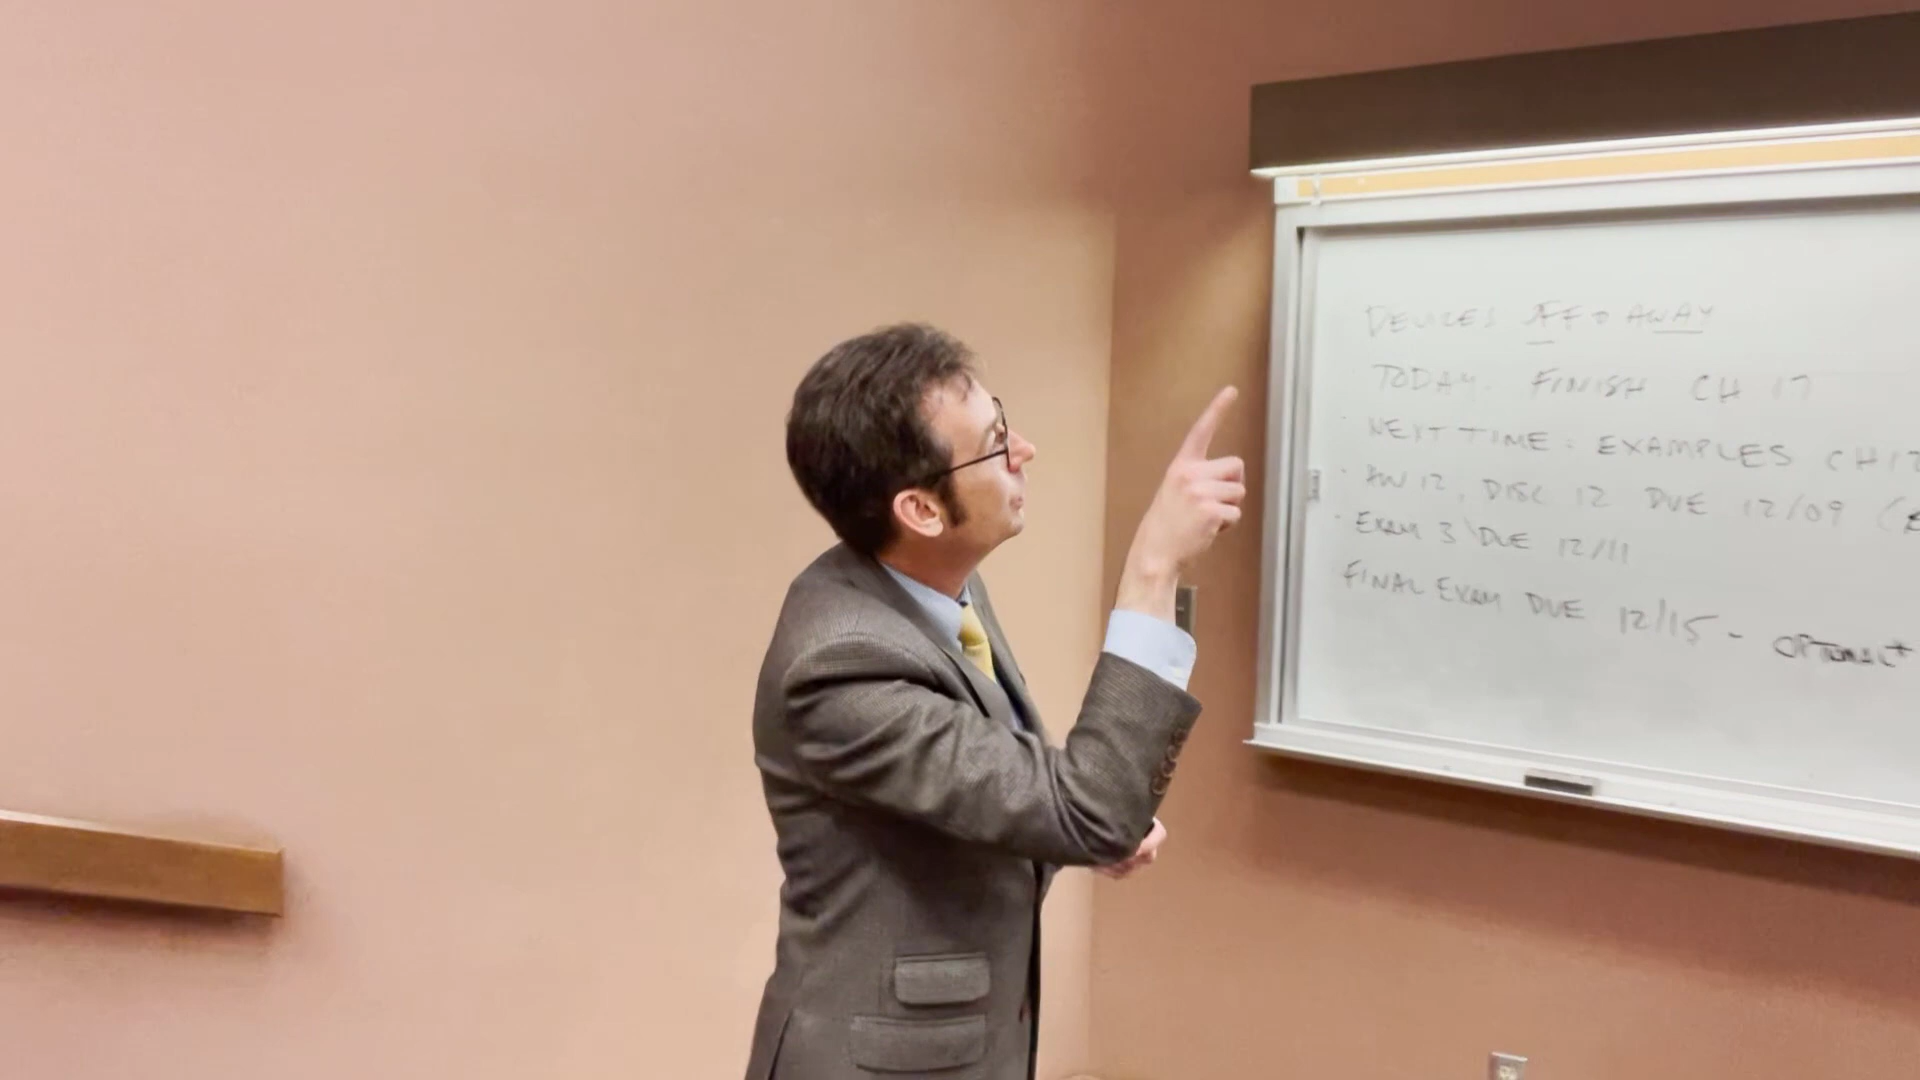 DEVICES OFF & AWAY
TODAY. FINISH CH 17
· NEXT TIME: EXAMPLES CH17
· HW 12, DISC 12 DUE 12/09 (
· EXAM 3 DUE 12/11
FINAL EXAM DUE 12/15 - OPTIONAL*